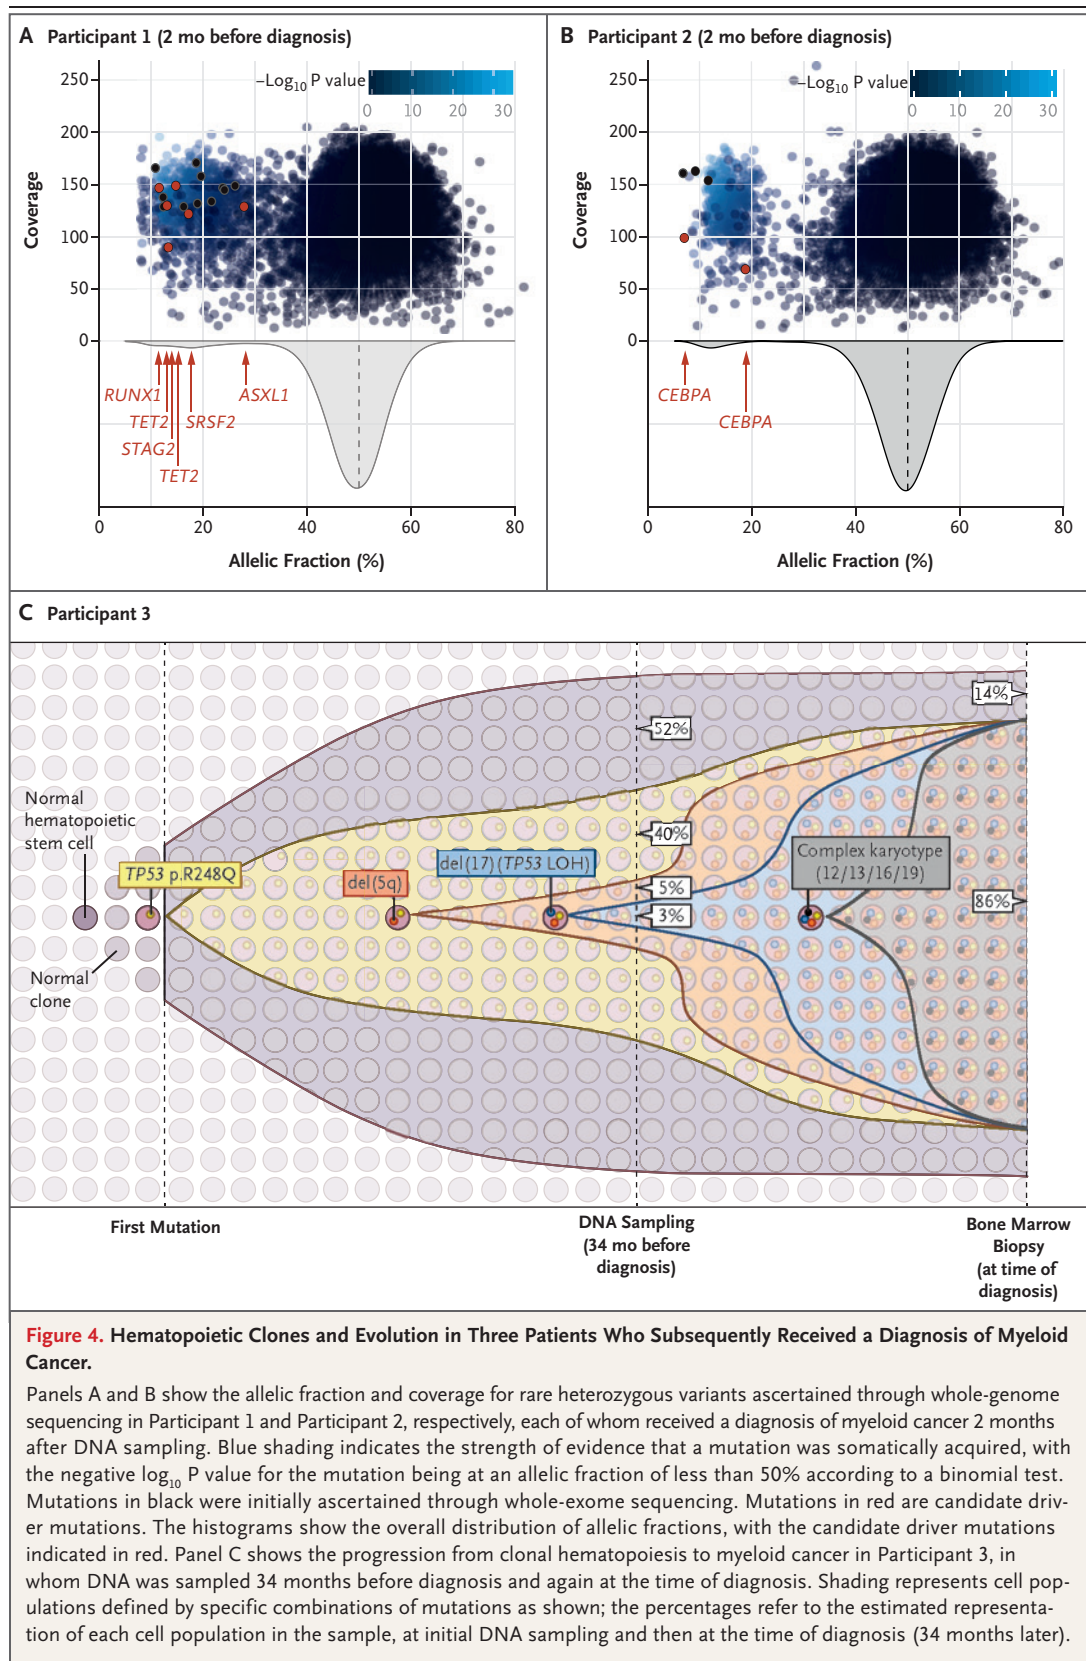 A Participant 1 (2 mo before diagnosis)
–Log10 P value
0 10 20 30
250
200
150
100
50
0
Coverage
RUNX1
ASXL1
TET2
SRSF2
STAG2
TET2
0 20 40 60 80
Allelic Fraction (%)
B Participant 2 (2 mo before diagnosis)
–Log10 P value
0 10 20 30
250
200
150
100
50
0
Coverage
CEBPA
CEBPA
0 20 40 60 80
Allelic Fraction (%)
C Participant 3
14%
52%
Normal
hematopoietic
stem cell
40%
TP53 p.R248Q
del(5q)
del(17) (TP53 LOH)
Complex karyotype
(12/13/16/19)
5%
3%
86%
Normal
clone
First Mutation
DNA Sampling
(34 mo before
diagnosis)
Bone Marrow
Biopsy
(at time of
diagnosis)
Figure 4. Hematopoietic Clones and Evolution in Three Patients Who Subsequently Received a Diagnosis of Myeloid
Cancer.
Panels A and B show the allelic fraction and coverage for rare heterozygous variants ascertained through whole-genome
sequencing in Participant 1 and Participant 2, respectively, each of whom received a diagnosis of myeloid cancer 2 months
after DNA sampling. Blue shading indicates the strength of evidence that a mutation was somatically acquired, with
the negative log10 P value for the mutation being at an allelic fraction of less than 50% according to a binomial test.
Mutations in black were initially ascertained through whole-exome sequencing. Mutations in red are candidate driv-
er mutations. The histograms show the overall distribution of allelic fractions, with the candidate driver mutations
indicated in red. Panel C shows the progression from clonal hematopoiesis to myeloid cancer in Participant 3, in
whom DNA was sampled 34 months before diagnosis and again at the time of diagnosis. Shading represents cell pop-
ulations defined by specific combinations of mutations as shown; the percentages refer to the estimated representa-
tion of each cell population in the sample, at initial DNA sampling and then at the time of diagnosis (34 months later).